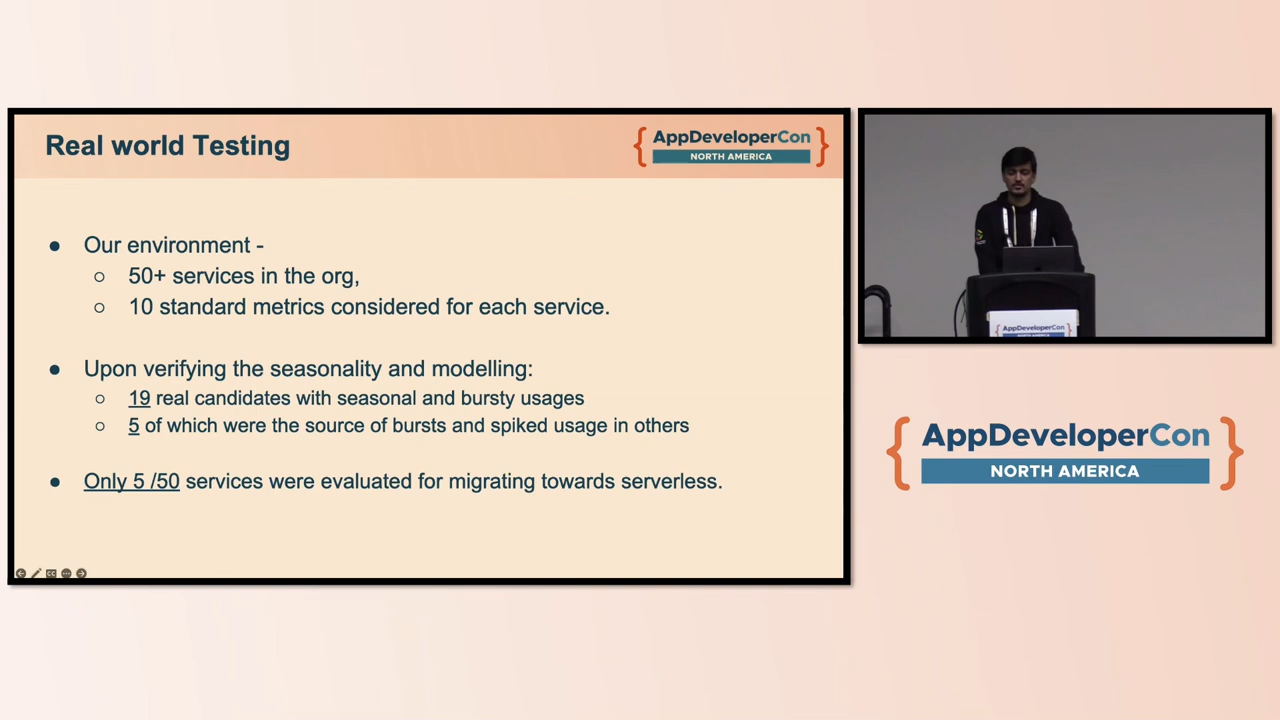 Real world Testing
AppDeveloperCon
NORTH AMERICA
Our environment -
50+ services in the org,
10 standard metrics considered for each service.
Upon verifying the seasonality and modelling:
19 real candidates with seasonal and bursty usages
5 of which were the source of bursts and spiked usage in others
Only 5 /50 services were evaluated for migrating towards serverless.
AppDeveloperCon
AppDeveloperCon
NORTH AMERICA